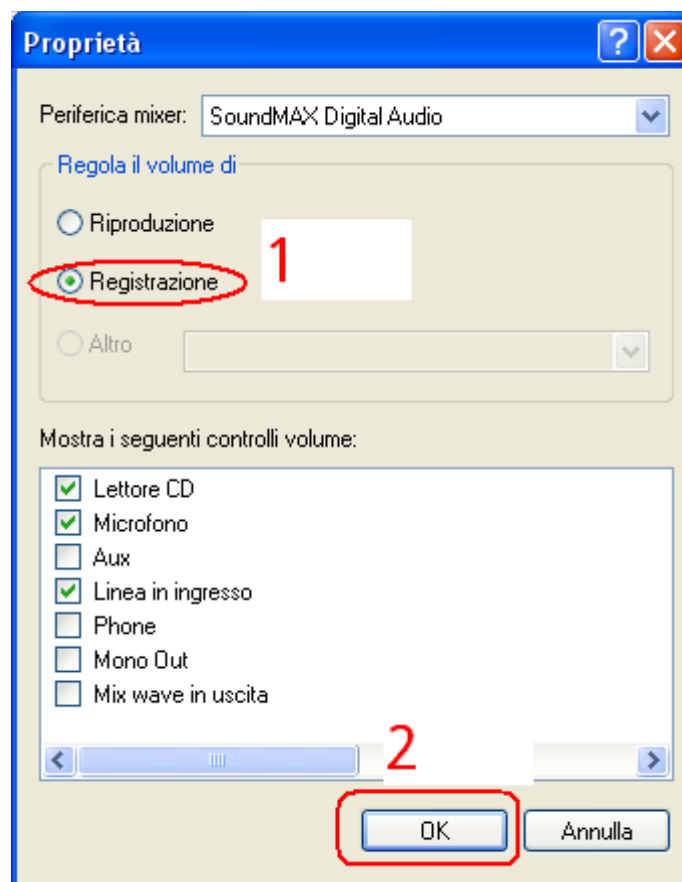 Proprietà
Periferica mixer: SoundMAX Digital Audio
Regola il volume di
Riproduzione
1
Registrazione
Altro
Mostra i seguenti controlli volume:
Lettore CD
Microfono
Aux
Linea in ingresso
Phone
Mono Out
Mix wave in uscita
2
OK Annulla